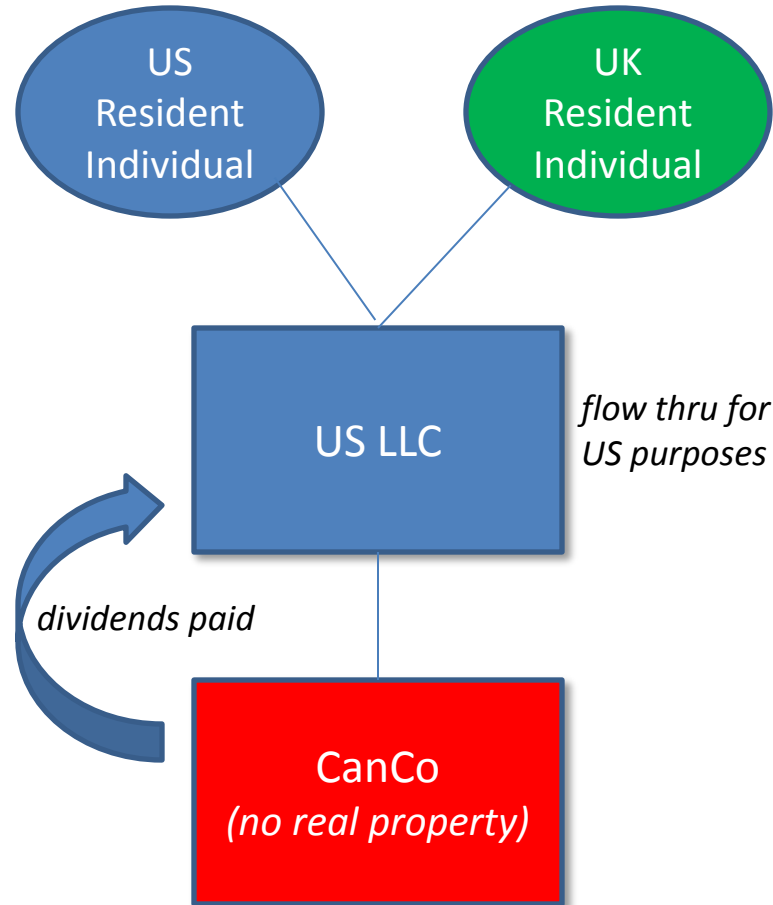 US
Resident
Individual
UK
Resident
Individual
US LLC
flow thru for
US purposes
dividends paid
CanCo
(no real property)